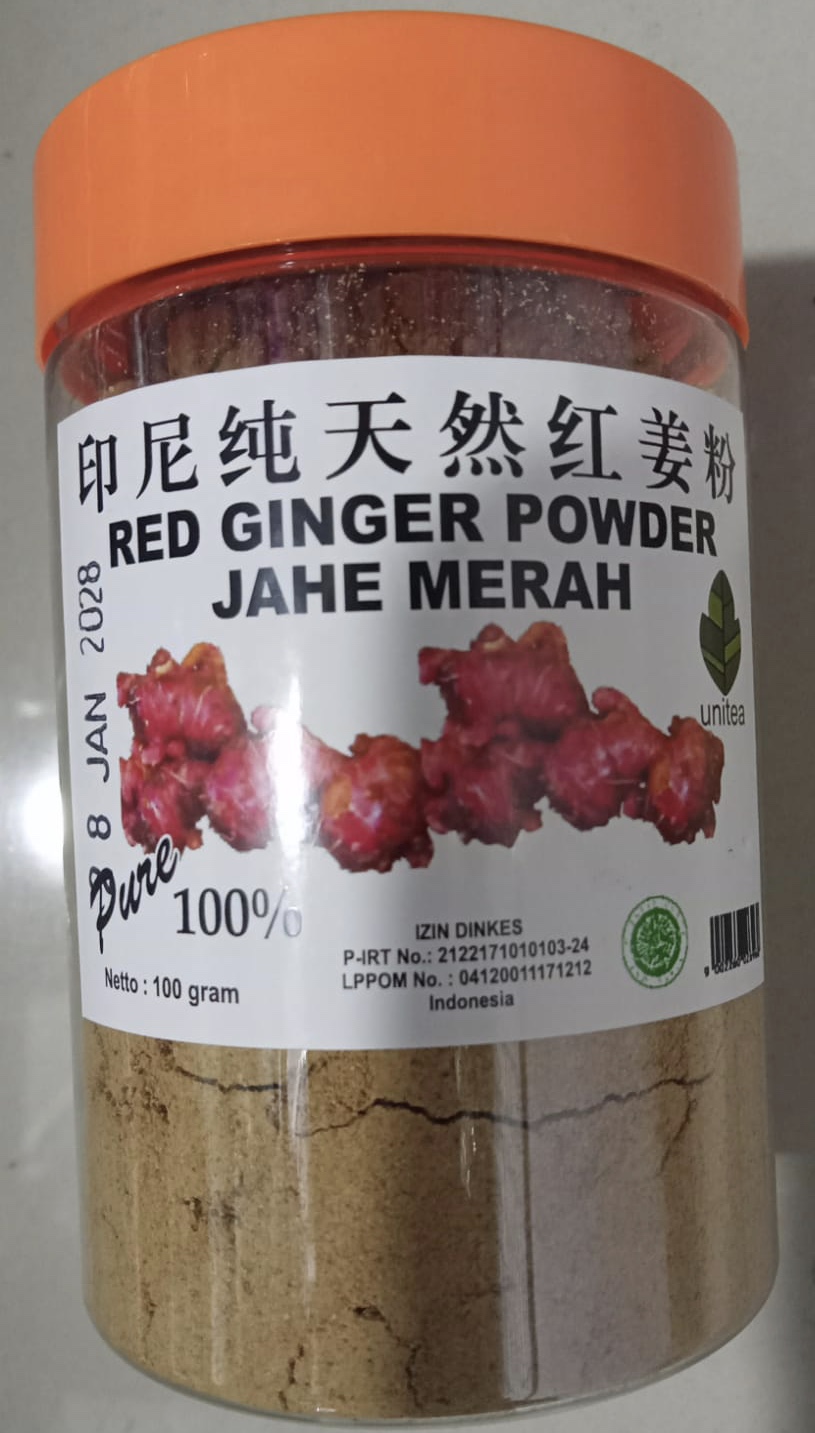 印尼纯天然红姜粉
RED GINGER POWDER
JAHE MERAH
8 JAN 2028
unitea
Pure
100%
Netto : 100 gram
IZIN DINKES
P-IRT No.: 2122171010103-24
LPPOM No. : 04120011171212
Indonesia